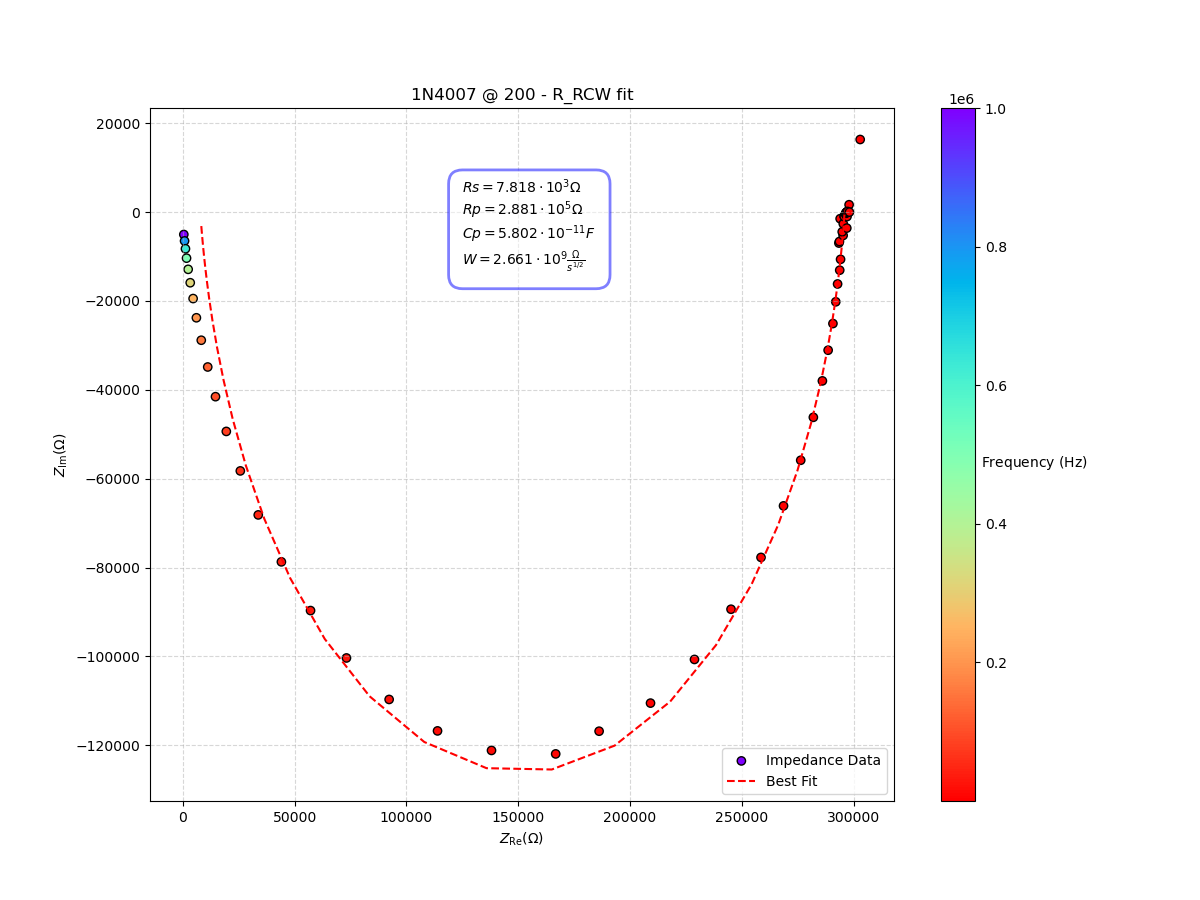 1N4007 @ 200 - R_RCW fit
1e6
20000
0
−20000
−40000
−60000
−80000
−100000
−120000
Z_Im(Ω)
Rs = 7.818 · 10³Ω
Rp = 2.881 · 10⁵Ω
Cp = 5.802 · 10⁻¹¹F
W = 2.661 · 10⁹ Ω/s^1/2
1.0
0.8
0.6
0.4
0.2
Frequency (Hz)
Impedance Data
Best Fit
0 50000 100000 150000 200000 250000 300000
Z_Re(Ω)